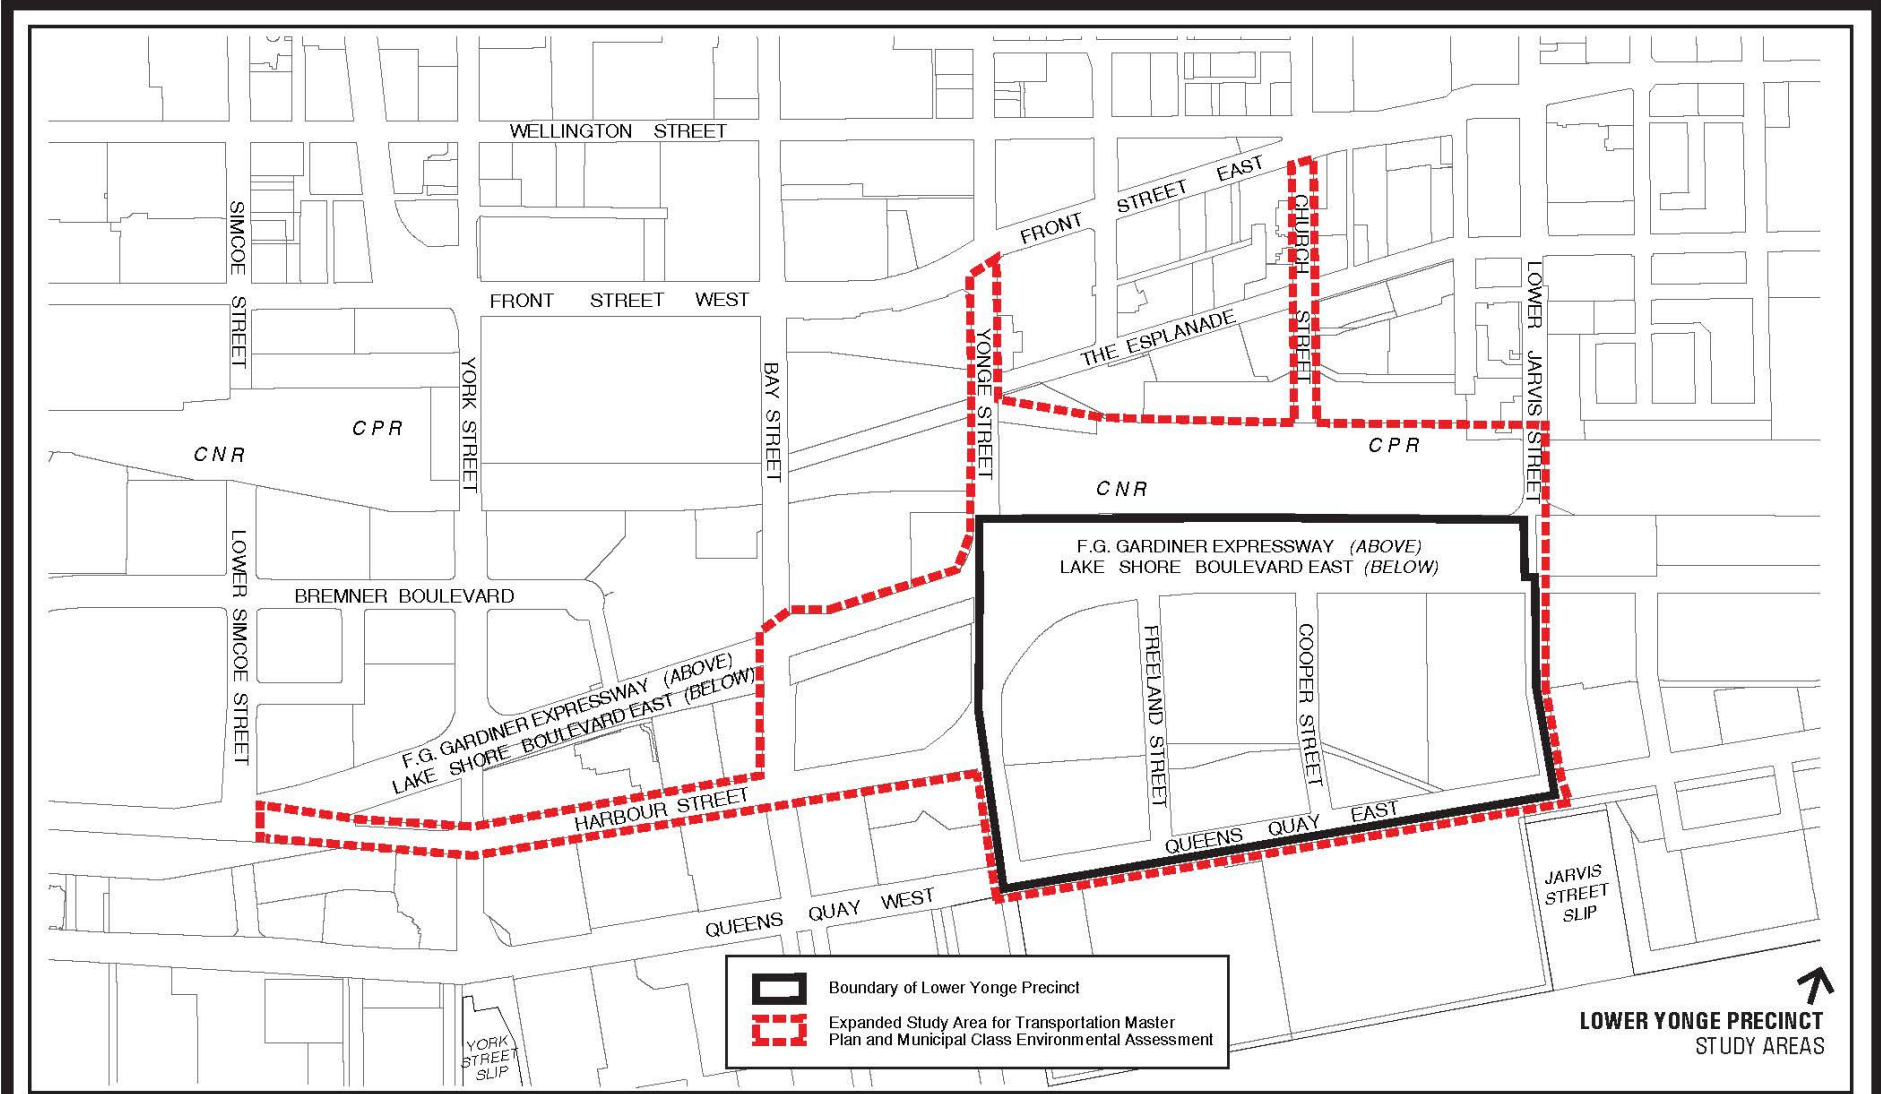 WELLINGTON STREET
FRONT STREET EAST
SIMCOE STREET
CHURCH STREET
FRONT STREET WEST
LOWER JARVIS STREET
THE ESPLANADE
YONGE STREET
YORK STREET
BAY STREET
CPR
CNR
CPR
CNR
F.G. GARDINER EXPRESSWAY (ABOVE)
LAKE SHORE BOULEVARD EAST (BELOW)
LOWER SIMCOE STREET
BREMNER BOULEVARD
FREELAND STREET
COOPER STREET
F.G. GARDINER EXPRESSWAY (ABOVE)
LAKE SHORE BOULEVARD EAST (BELOW)
HARBOUR STREET
QUEENS QUAY EAST
QUEENS QUAY WEST
JARVIS
STREET
SLIP
YORK
STREET
SLIP
Boundary of Lower Yonge Precinct
Expanded Study Area for Transportation Master
Plan and Municipal Class Environmental Assessment
LOWER YONGE PRECINCT
STUDY AREAS